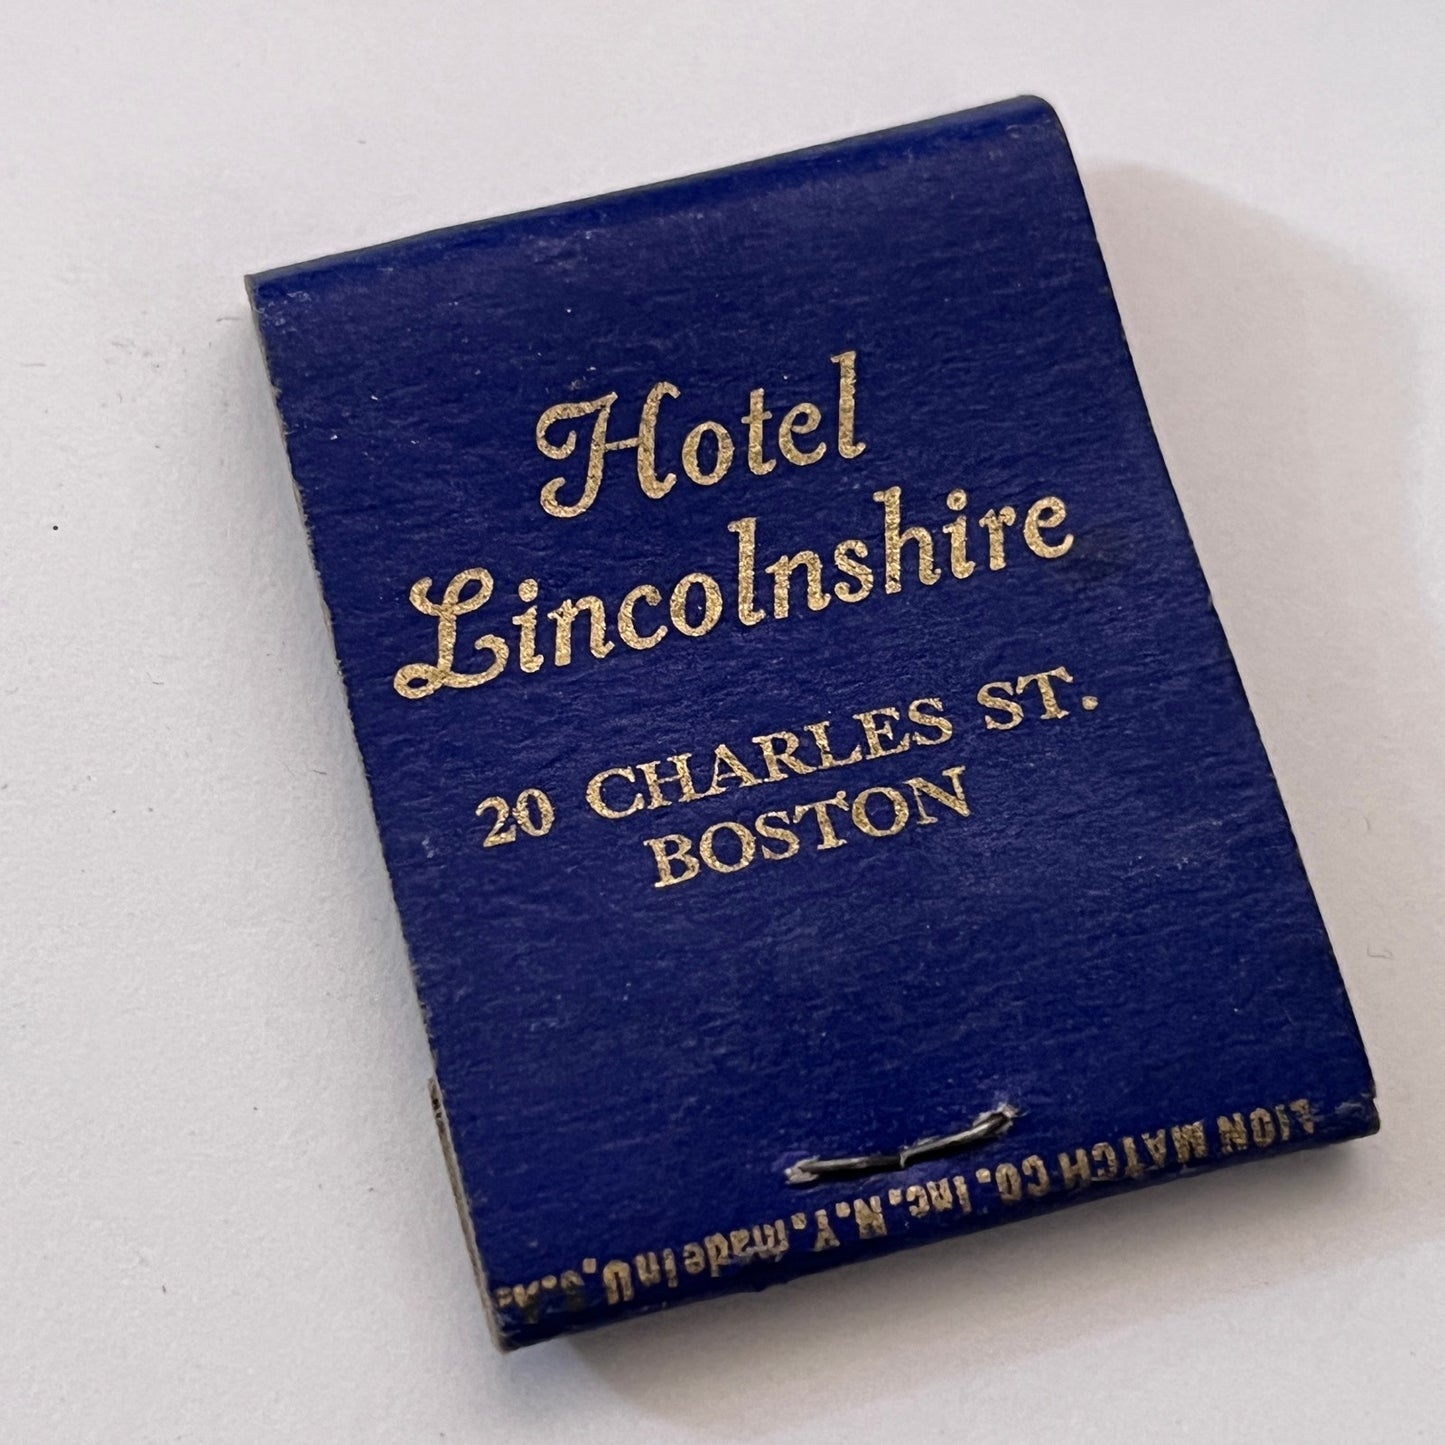 Hotel
Lincolnshire
20 CHARLES ST.
BOSTON
LION MATCH CO. Inc. N.Y. Made in U.S.A.